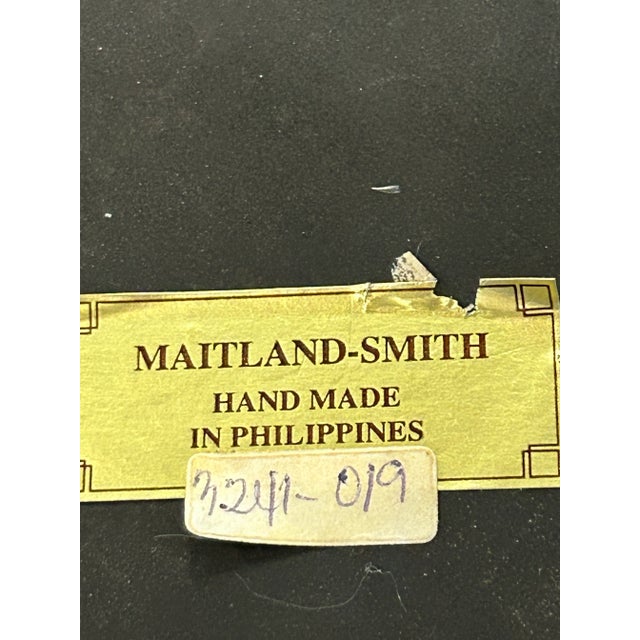 MAITLAND-SMITH
HAND MADE
IN PHILIPPINES
3241-019